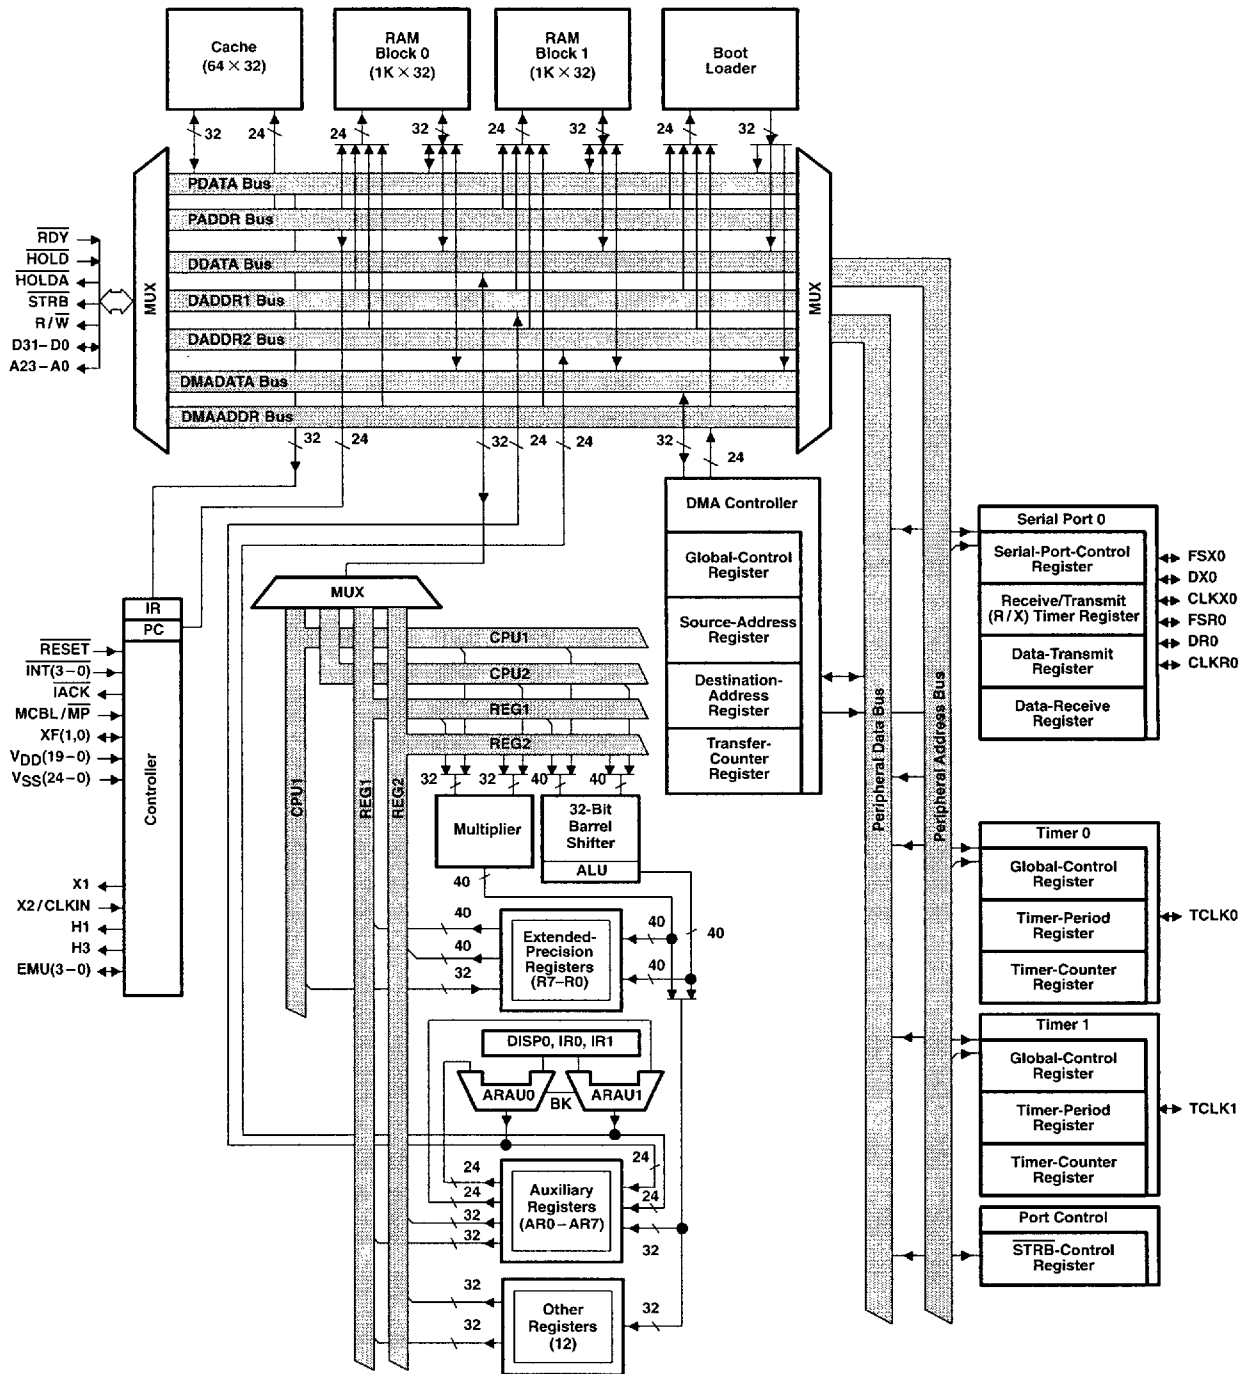 Cache
(64 × 32)
RAM
Block 0
(1K × 32)
RAM
Block 1
(1K × 32)
Boot
Loader
32
24
24
32
24
32
24
32
MUX
PDATA Bus
PADDR Bus
DDATA Bus
DADDR1 Bus
DADDR2 Bus
DMADATA Bus
DMAADDR Bus
MUX
RDY
HOLD
HOLDA
STRB
R/W
D31–D0
A23–A0
32
24
32
24
24
32
24
DMA Controller
Global-Control
Register
Source-Address
Register
Destination-
Address
Register
Transfer-
Counter
Register
Peripheral Data Bus
Peripheral Address Bus
Serial Port 0
Serial-Port-Control
Register
Receive/Transmit
(R/X) Timer Register
Data-Transmit
Register
Data-Receive
Register
FSX0
DX0
CLKX0
FSR0
DR0
CLKR0
IR
PC
Controller
RESET
INT(3–0)
IACK
MCBL/MP
XF(1,0)
VDD(19–0)
VSS(24–0)
X1
X2/CLKIN
H1
H3
EMU(3–0)
MUX
CPU1
CPU2
REG1
REG2
CPU1
REG1
REG2
32
32
40
40
Multiplier
32-Bit
Barrel
Shifter
ALU
40
40
40
32
Extended-
Precision
Registers
(R7–R0)
40
40
40
DISP0, IR0, IR1
ARAU0
BK
ARAU1
24
24
32
32
Auxiliary
Registers
(AR0–AR7)
24
24
32
32
32
Other
Registers
(12)
32
Timer 0
Global-Control
Register
Timer-Period
Register
Timer-Counter
Register
TCLK0
Timer 1
Global-Control
Register
Timer-Period
Register
Timer-Counter
Register
TCLK1
Port Control
STRB-Control
Register